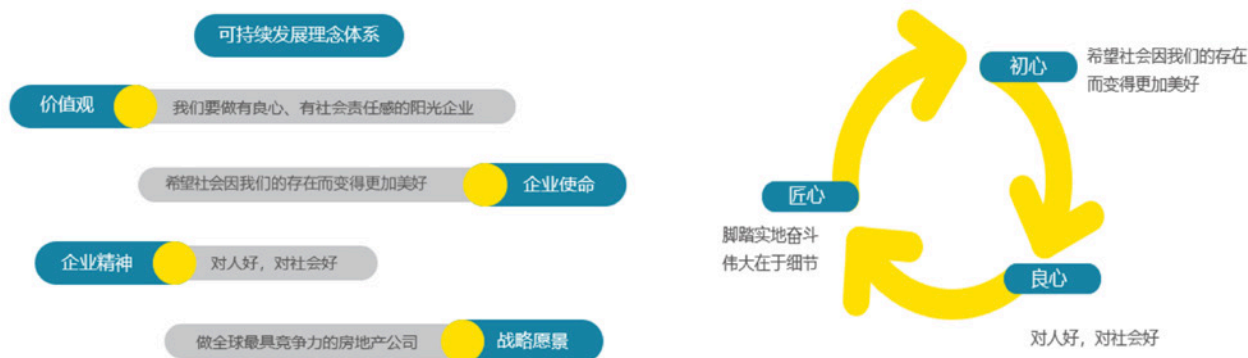 可持续发展理念体系
价值观
我们要做有良心、有社会责任感的阳光企业
希望社会因我们的存在而变得更加美好
企业使命
企业精神
对人好，对社会好
做全球最具竞争力的房地产公司
战略愿景
初心
希望社会因我们的存在
而变得更加美好
匠心
脚踏实地奋斗
伟大在于细节
良心
对人好，对社会好